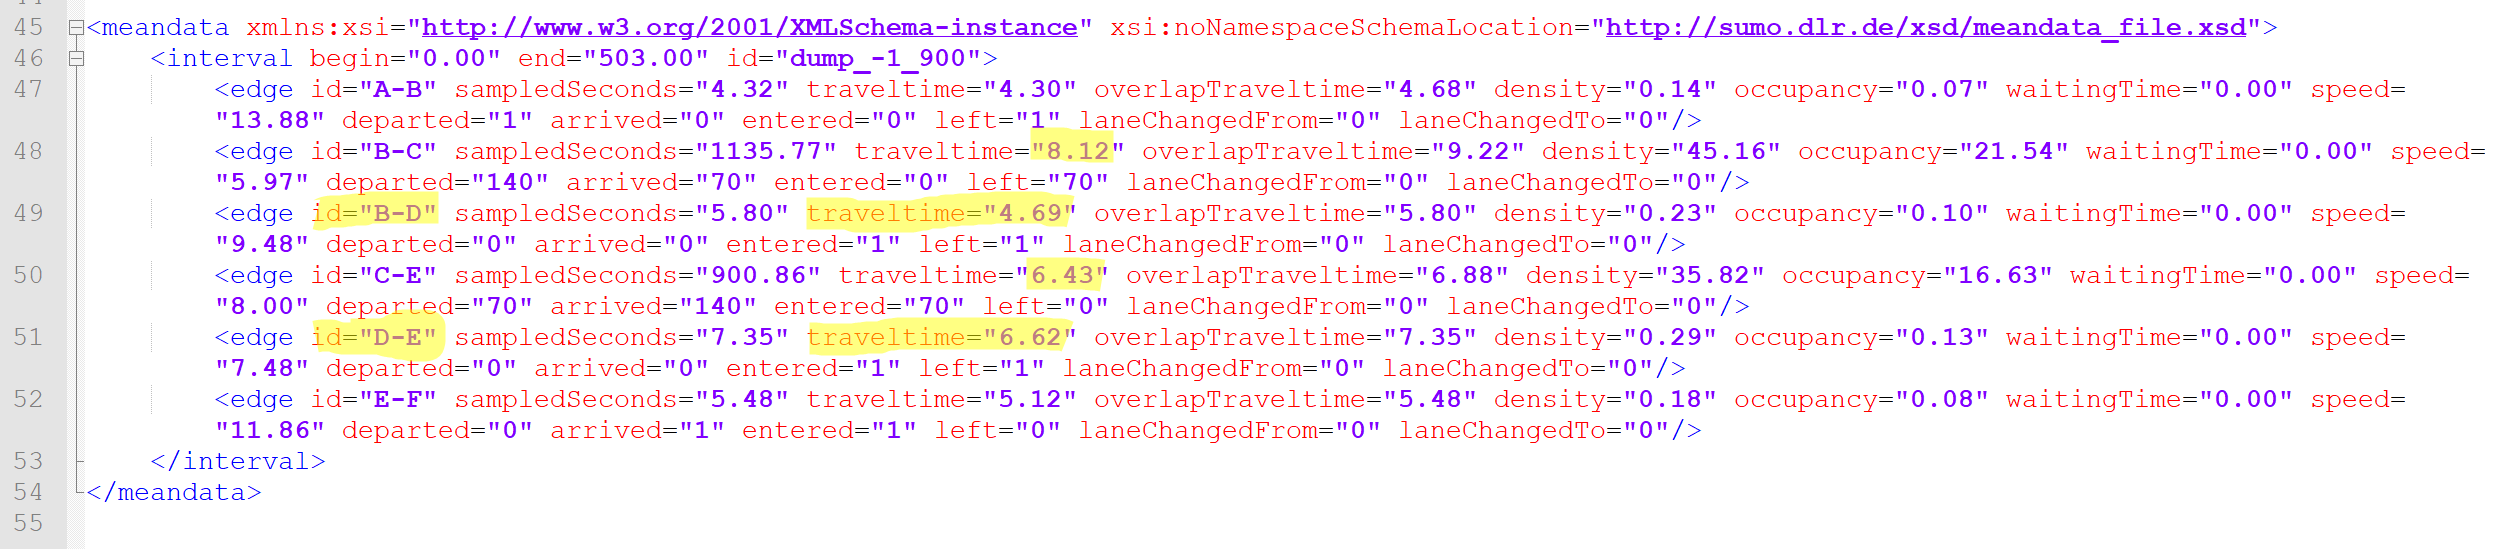 45 <meandata xmlns:xsi="http://www.w3.org/2001/XMLSchema-instance" xsi:noNamespaceSchemaLocation="http://sumo.dlr.de/xsd/meandata_file.xsd">
46 <interval begin="0.00" end="503.00" id="dump_-1_900">
47 <edge id="A-B" sampledSeconds="4.32" traveltime="4.30" overlapTraveltime="4.68" density="0.14" occupancy="0.07" waitingTime="0.00" speed=
"13.88" departed="1" arrived="0" entered="0" left="1" laneChangedFrom="0" laneChangedTo="0"/>
48 <edge id="B-C" sampledSeconds="1135.77" traveltime="8.12" overlapTraveltime="9.22" density="45.16" occupancy="21.54" waitingTime="0.00" speed=
"5.97" departed="140" arrived="70" entered="0" left="70" laneChangedFrom="0" laneChangedTo="0"/>
49 <edge id="B-D" sampledSeconds="5.80" traveltime="4.69" overlapTraveltime="5.80" density="0.23" occupancy="0.10" waitingTime="0.00" speed=
"9.48" departed="0" arrived="0" entered="1" left="1" laneChangedFrom="0" laneChangedTo="0"/>
50 <edge id="C-E" sampledSeconds="900.86" traveltime="6.43" overlapTraveltime="6.88" density="35.82" occupancy="16.63" waitingTime="0.00" speed=
"8.00" departed="70" arrived="140" entered="70" left="0" laneChangedFrom="0" laneChangedTo="0"/>
51 <edge id="D-E" sampledSeconds="7.35" traveltime="6.62" overlapTraveltime="7.35" density="0.29" occupancy="0.13" waitingTime="0.00" speed=
"7.48" departed="0" arrived="0" entered="1" left="1" laneChangedFrom="0" laneChangedTo="0"/>
52 <edge id="E-F" sampledSeconds="5.48" traveltime="5.12" overlapTraveltime="5.48" density="0.18" occupancy="0.08" waitingTime="0.00" speed=
"11.86" departed="0" arrived="1" entered="1" left="0" laneChangedFrom="0" laneChangedTo="0"/>
53 </interval>
54 </meandata>
55